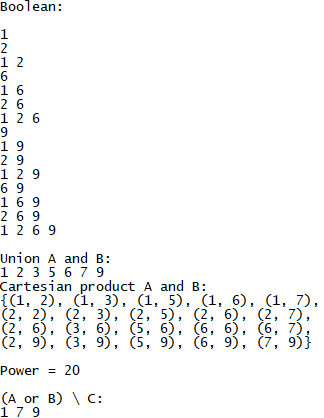 Boolean:
1
2
1 2
6
1 6
2 6
1 2 6
9
1 9
2 9
1 2 9
6 9
1 6 9
2 6 9
1 2 6 9
Union A and B:
1 2 3 5 6 7 9
Cartesian product A and B:
{(1, 2), (1, 3), (1, 5), (1, 6), (1, 7),
(2, 2), (2, 3), (2, 5), (2, 6), (2, 7),
(2, 6), (3, 6), (5, 6), (6, 6), (6, 7),
(2, 9), (3, 9), (5, 9), (6, 9), (7, 9)}
Power = 20
(A or B) \ C:
1 7 9